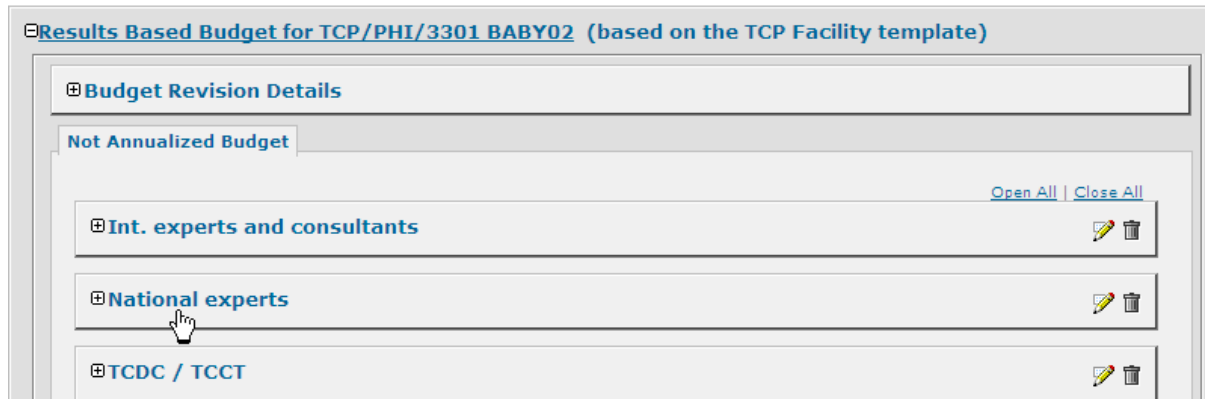 Results Based Budget for TCP/PHI/3301 BABY02 (based on the TCP Facility template)
Budget Revision Details
Not Annualized Budget
Open All | Close All
Int. experts and consultants
National experts
TCDC / TCCT